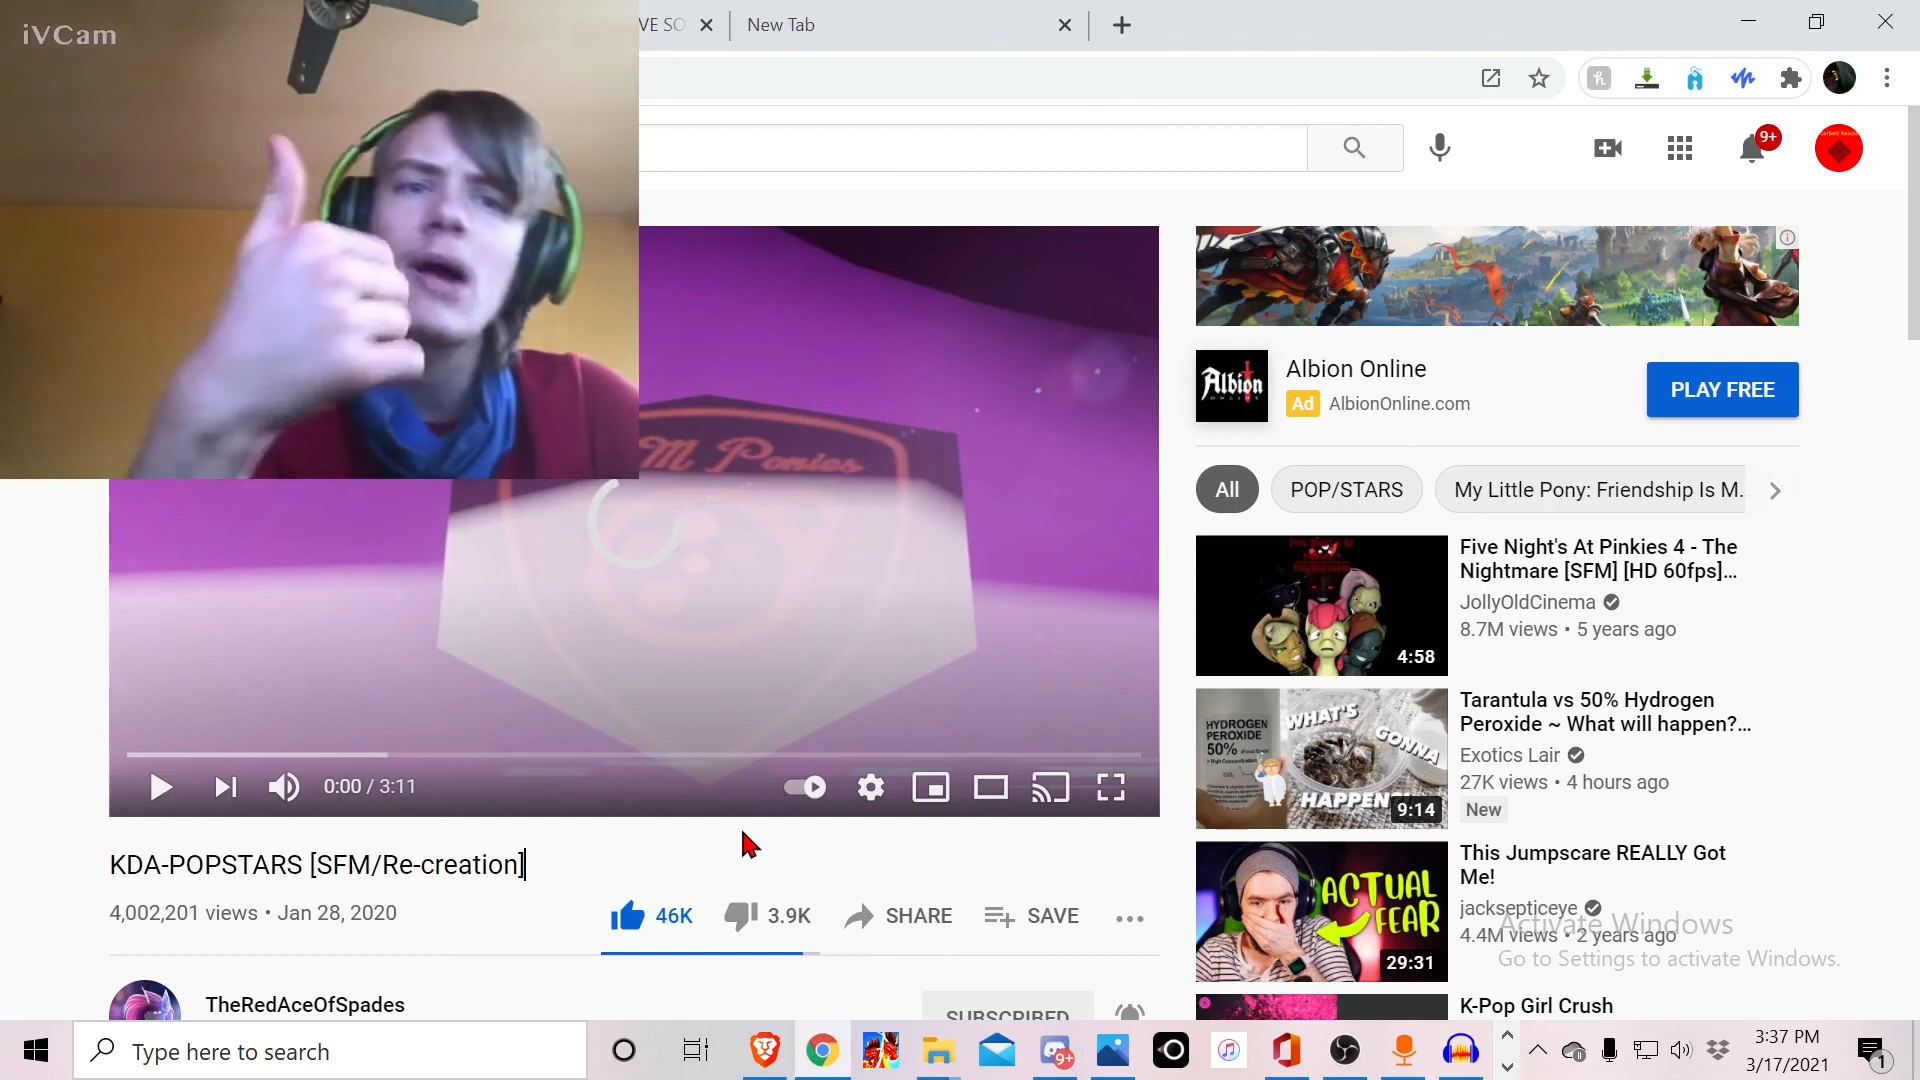 iVCam
VE SO
New Tab
9+
M Ponies
Albion
ONLINE
Albion Online
Ad AlbionOnline.com
PLAY FREE
All
POP/STARS
My Little Pony: Friendship Is M..
Five Night's At Pinkies 4 - The
Nightmare [SFM] [HD 60fps]...
JollyOldCinema
8.7M views • 5 years ago
4:58
HYDROGEN
PEROXIDE
50%
WHAT'S
GONNA
HAPPEN
9:14
Tarantula vs 50% Hydrogen
Peroxide ~ What will happen?...
Exotics Lair
27K views • 4 hours ago
New
ACTUAL
FEAR
29:31
This Jumpscare REALLY Got
Me!
jacksepticeye
4.4M views • 2 years ago
Activate Windows
Go to Settings to activate Windows.
K-Pop Girl Crush
0:00 / 3:11
KDA-POPSTARS [SFM/Re-creation]
4,002,201 views • Jan 28, 2020
46K
3.9K
SHARE
SAVE
TheRedAceOfSpades
SUBSCRIBED
Type here to search
9+
3:37 PM
3/17/2021
1